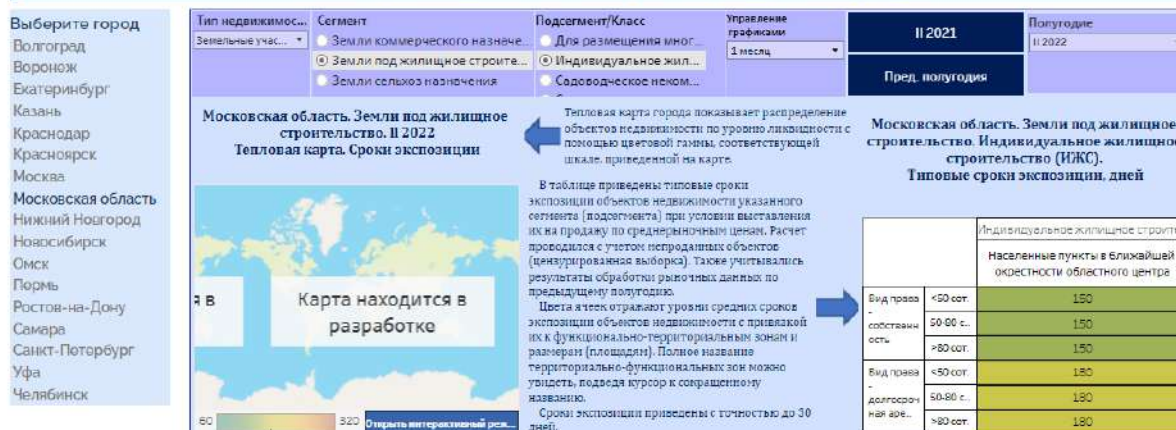 Выберите город
Волгоград
Воронеж
Екатеринбург
Казань
Краснодар
Красноярск
Москва
Московская область
Нижний Новгород
Новосибирск
Омск
Пермь
Ростов-на-Дону
Самара
Санкт-Петербург
Уфа
Челябинск
Тип недвижимос...
Земельные учас...
Сегмент
Земли коммерческого назначе...
Земли под жилищное строите...
Земли сельхоз назначения
Подсегмент/Класс
Для размещения мног...
Индивидуальное жил...
Садоводческое неком...
Управление
графиками
1 месяц
II 2021
Пред. полугодия
Полугодие
II 2022
Московская область. Земли под жилищное
строительство. II 2022
Тепловая карта. Сроки экспозиции
Тепловая карта города показывает распределение
объектов недвижимости по уровню ликвидности с
помощью цветовой гаммы, соответствующей
шкале, приведенной на карте.
я в
Карта находится в
разработке
60
320
Открыть интерактивный реж...
В таблице приведены типовые сроки
экспозиции объектов недвижимости указанного
сегмента (подсегмента) при условии выставления
их на продажу по среднерыночным ценам. Расчет
проводился с учетом непроданных объектов
(цензурированная выборка). Также учитывались
результаты обработки рыночных данных по
предыдущему полугодию.
Цвета ячеек отражают уровни средних сроков
экспозиции объектов недвижимости с привязкой
их к функционально-территориальным зонам и
размерам (площадям). Полное название
территориально-функциональных зон можно
увидеть, подведя курсор к сокращенному
названию.
Сроки экспозиции приведены с точностью до 30
дней.
Московская область. Земли под жилищное
строительство. Индивидуальное жилищно
строительство (ИЖС).
Типовые сроки экспозиции, дней
Индивидуальное жилищное строите
Населенные пункты в ближайшей
окрестности областного центра
Вид права
-
собственн
ость
<50 сот. 150
50-80 с.. 150
>80 сот. 150
Вид права
-
долгосроч
ная аре..
<50 сот. 180
50-80 с.. 180
>80 сот. 180